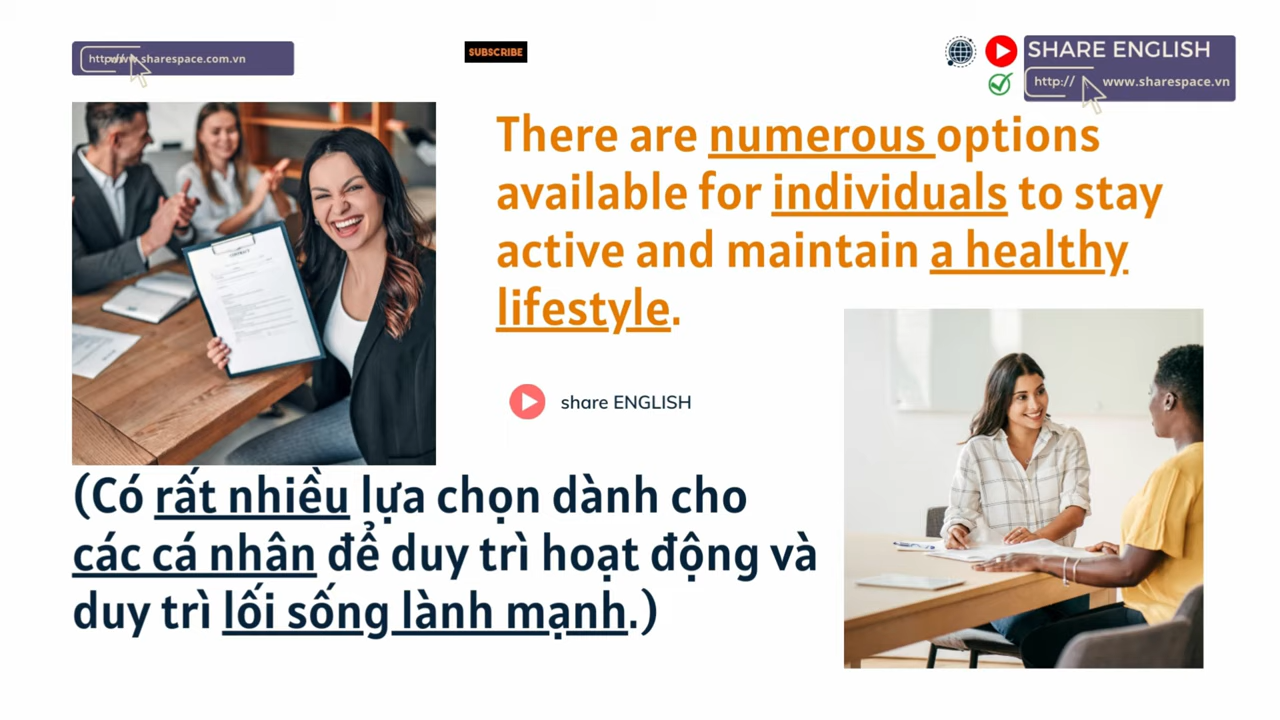 http://www.sharespace.com.vn
SUBSCRIBE
SHARE ENGLISH
http:// www.sharespace.vn
CONTRACT
There are numerous options
available for individuals to stay
active and maintain a healthy
lifestyle.
share ENGLISH
(Có rất nhiều lựa chọn dành cho
các cá nhân để duy trì hoạt động và
duy trì lối sống lành mạnh.)